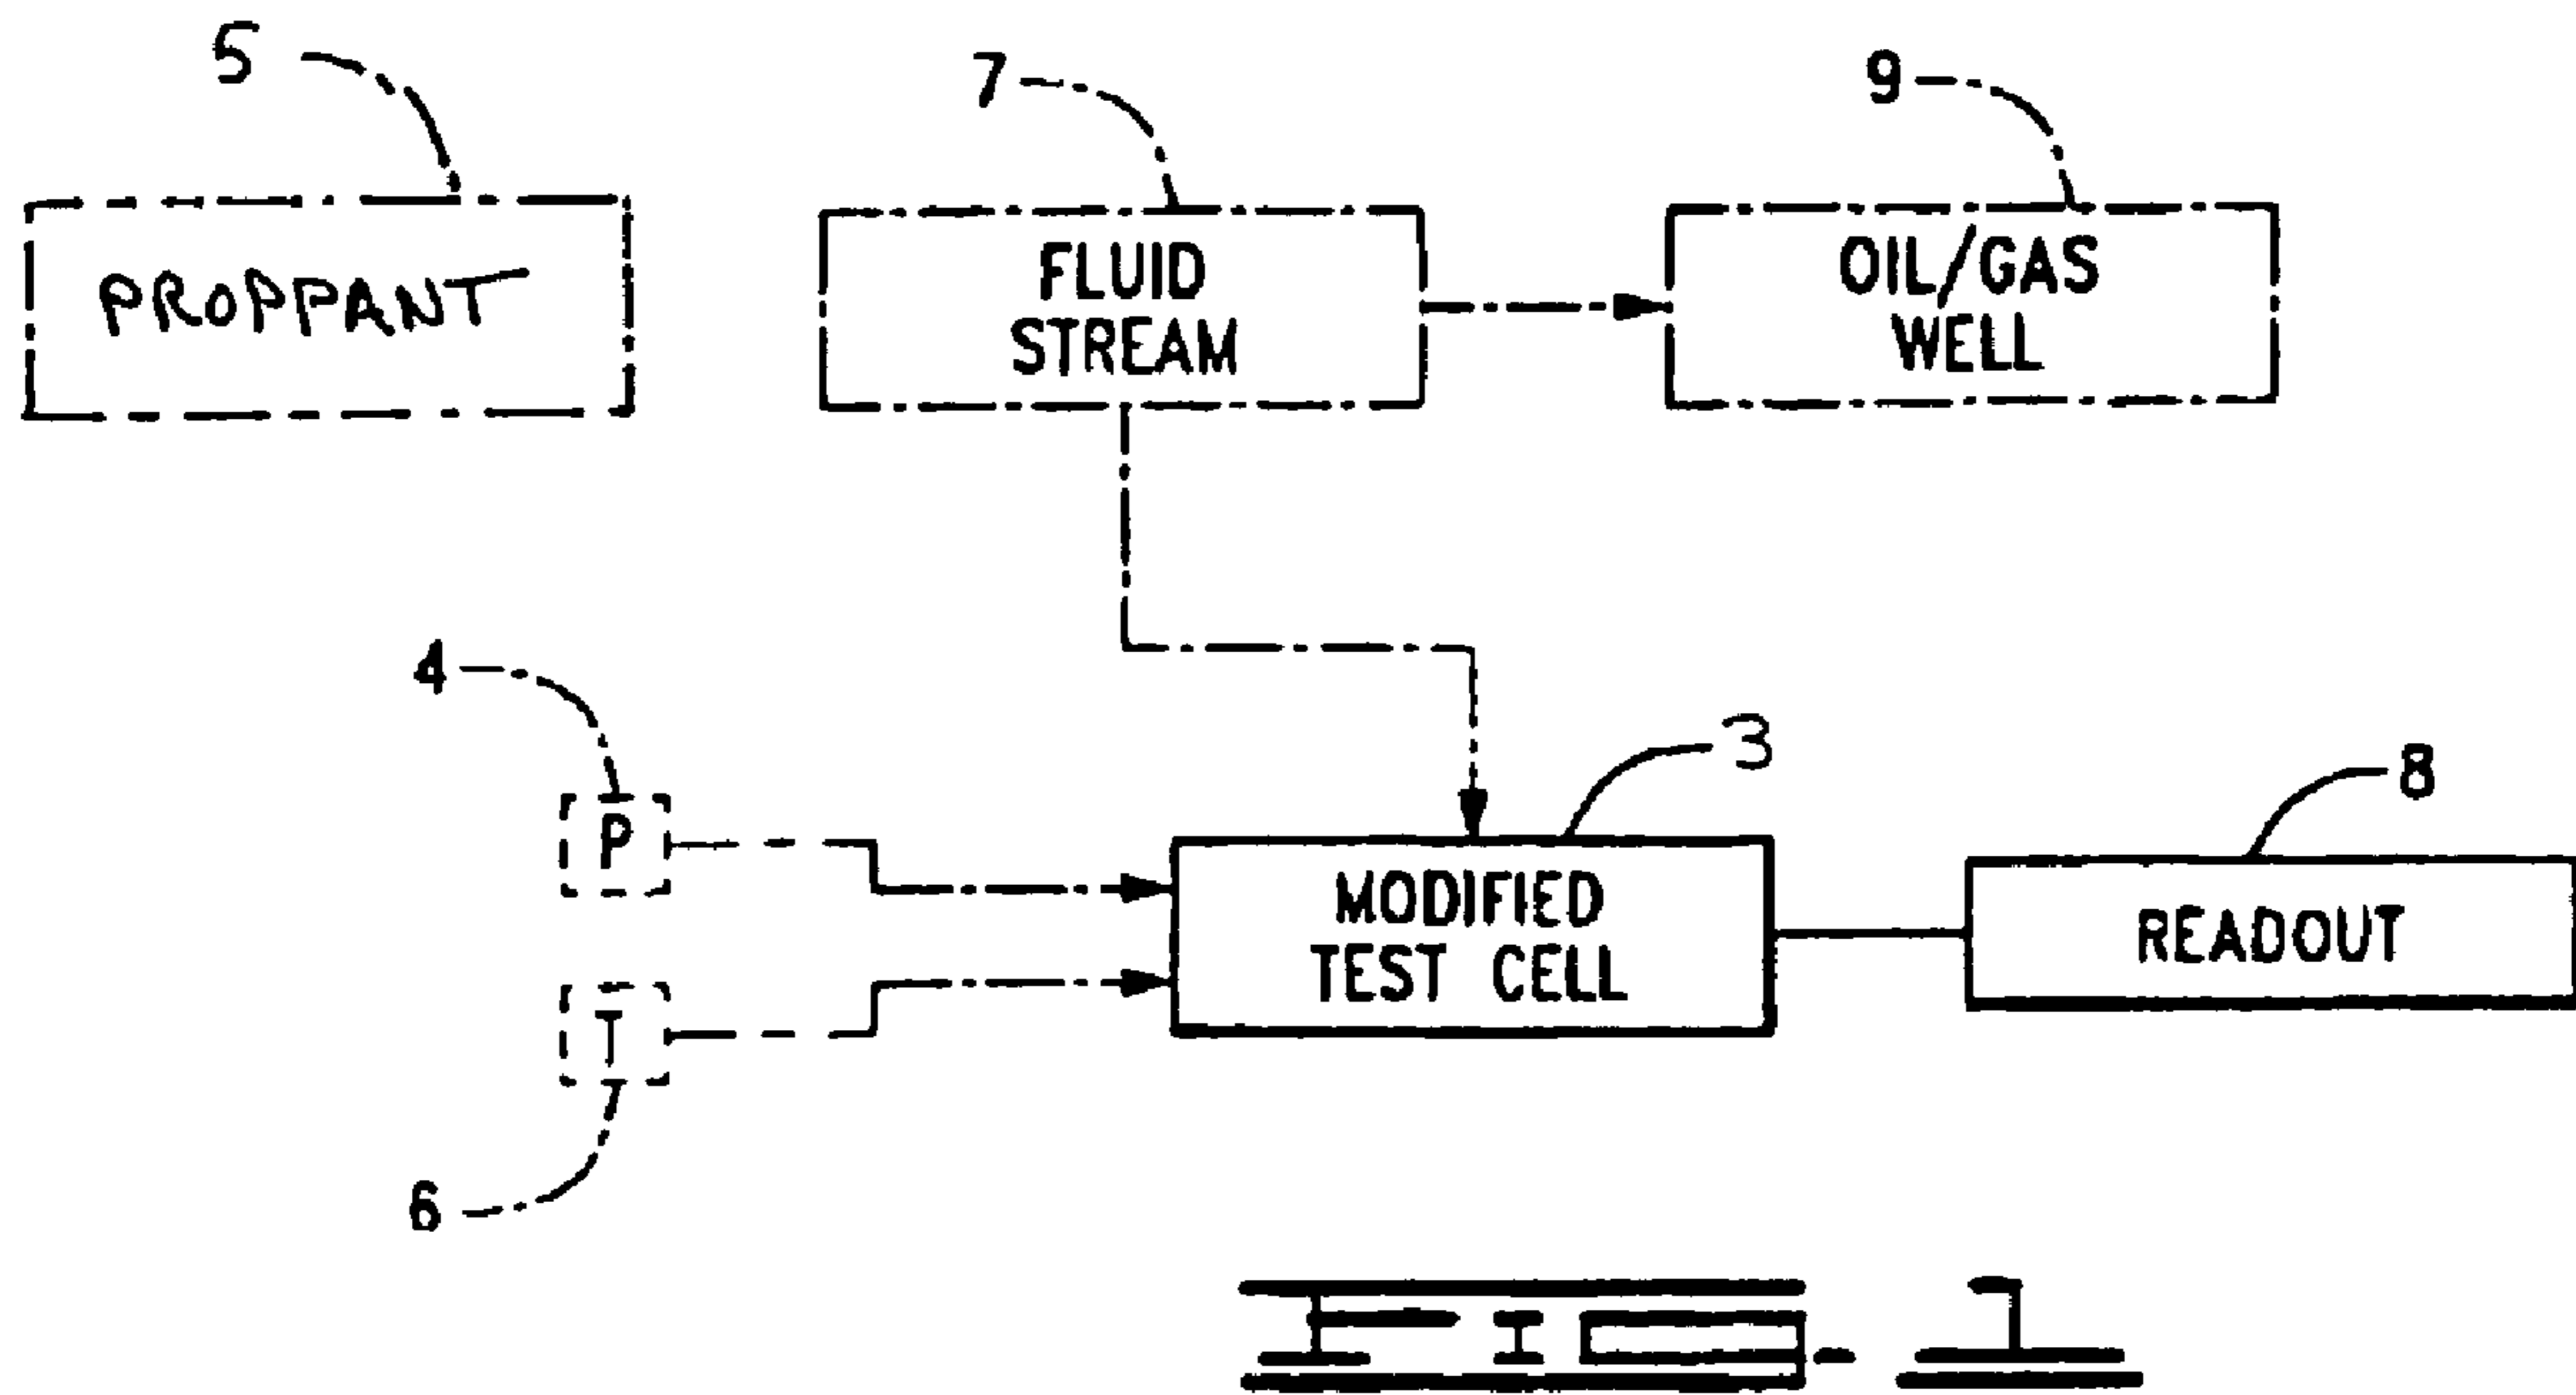 5
7
9
PROPPANT
FLUID
STREAM
OIL/GAS
WELL
4
3
8
P
MODIFIED
TEST CELL
READOUT
T
6
FIG-1